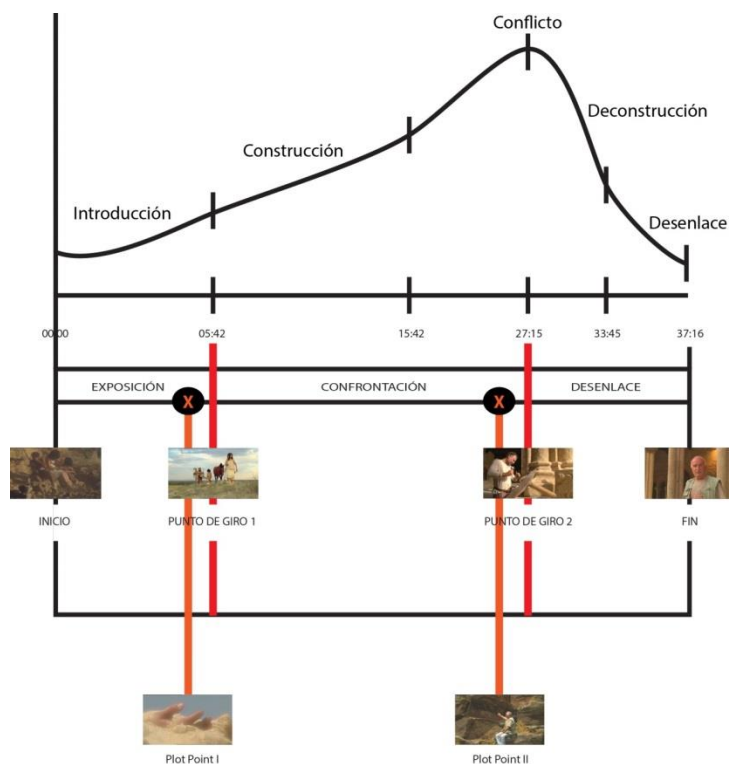 Conflicto
Deconstrucción
Construcción
Introducción
Desenlace
00:00 05:42 15:42 27:15 33:45 37:16
EXPOSICIÓN CONFRONTACIÓN DESENLACE
X X
INICIO PUNTO DE GIRO 1 PUNTO DE GIRO 2 FIN
Plot Point I Plot Point II